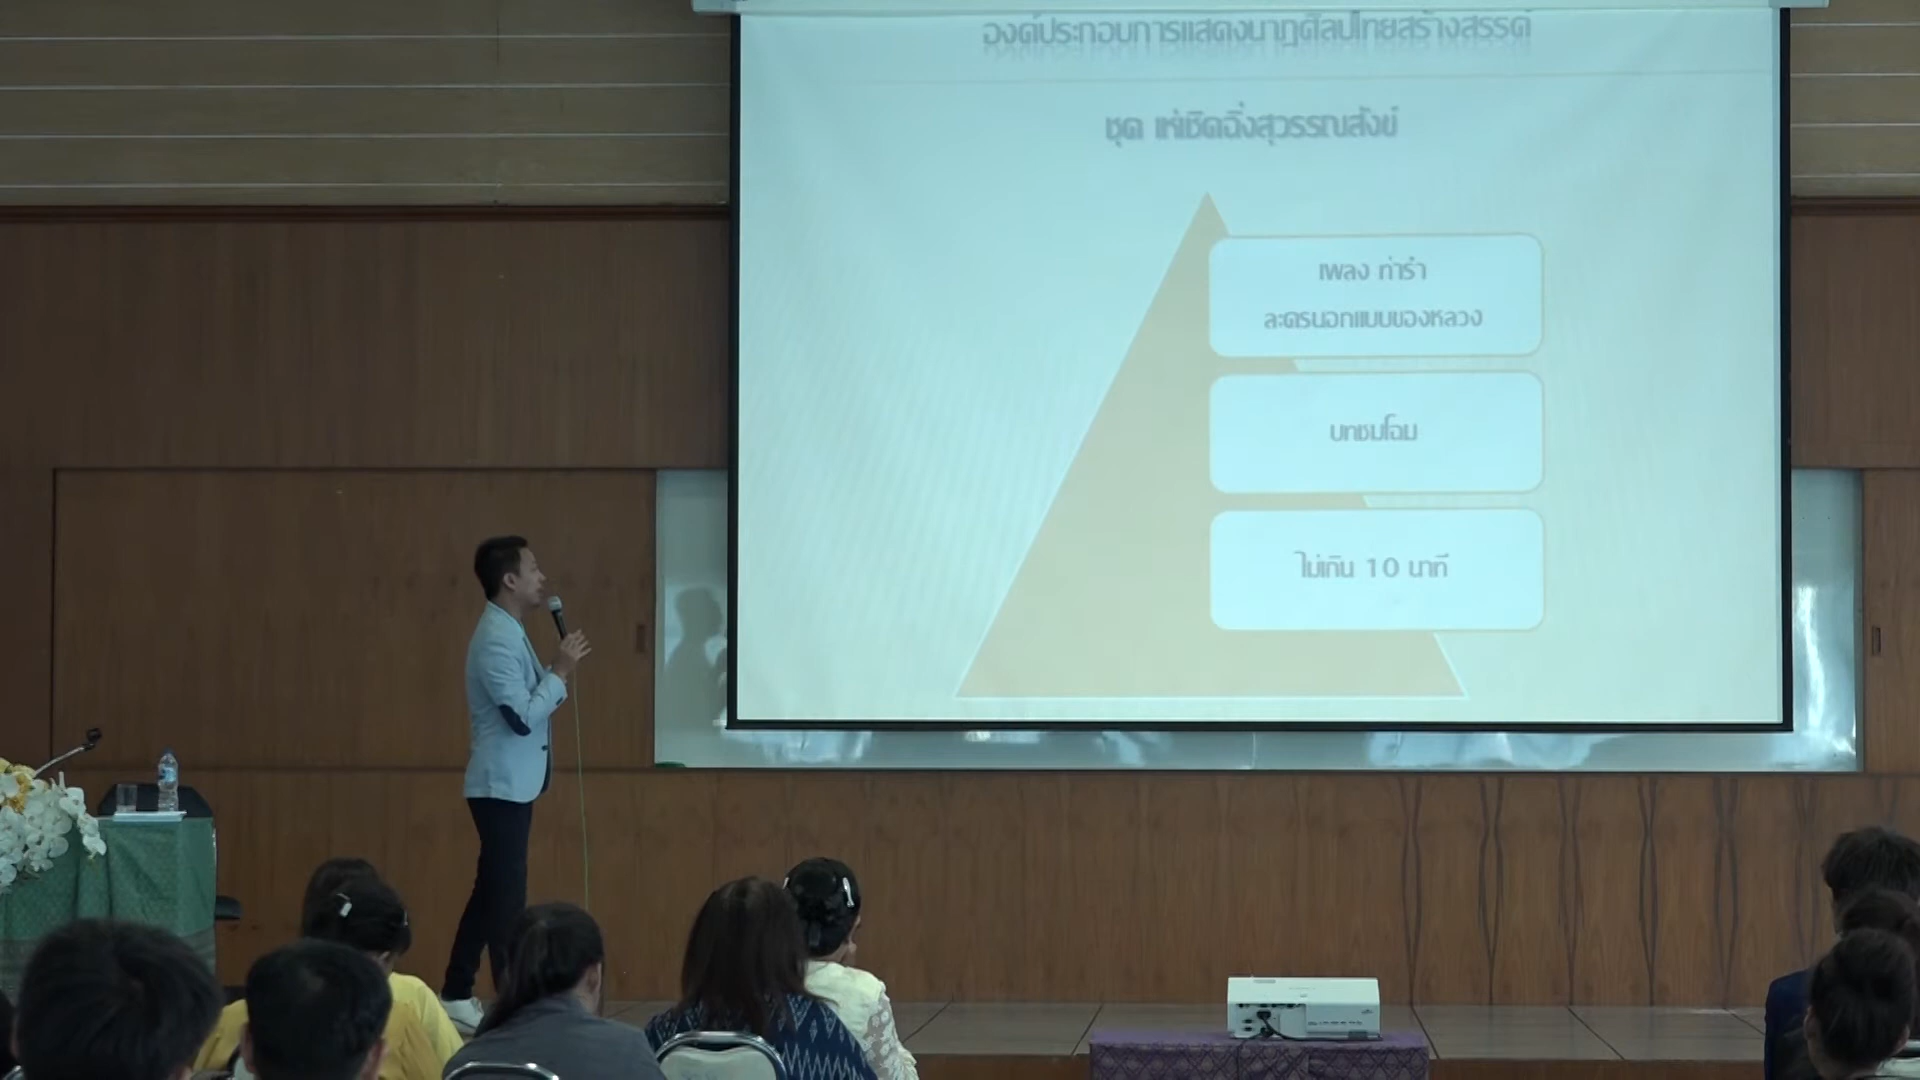 องค์ประกอบการแสดงนาฏศิลป์ไทยสร้างสรรค์
ชุด แห่เชิดฉิ่งสุวรรณสังข์
เพลง ท่ารำ
ละครนอกแบบของหลวง
บทชมโฉม
ไม่เกิน 10 นาที